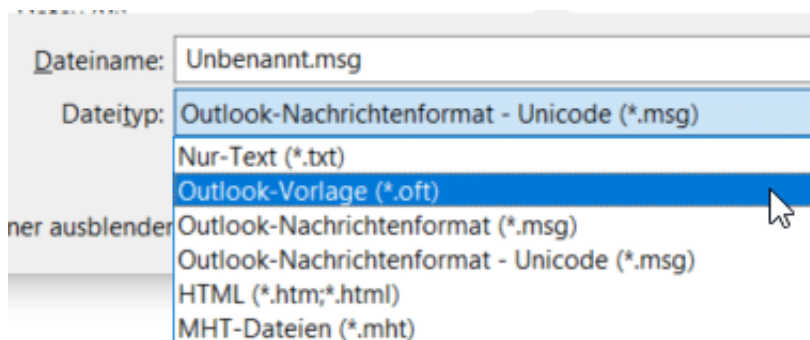 Dateiname: Unbenannt.msg
Dateityp: Outlook-Nachrichtenformat - Unicode (*.msg)
Nur-Text (*.txt)
Outlook-Vorlage (*.oft)
ner ausblender Outlook-Nachrichtenformat (*.msg)
Outlook-Nachrichtenformat - Unicode (*.msg)
HTML (*.htm;*.html)
MHT-Dateien (*.mht)